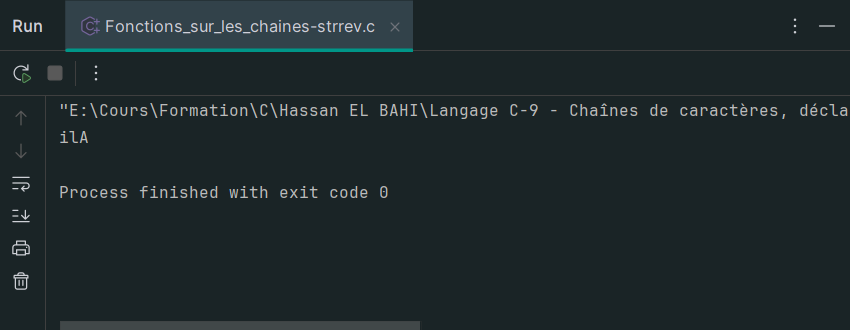 Run Fonctions_sur_les_chaines-strrev.c
"E:\Cours\Formation\C\Hassan EL BAHI\Langage C-9 - Chaînes de caractères, décla
ilA
Process finished with exit code 0